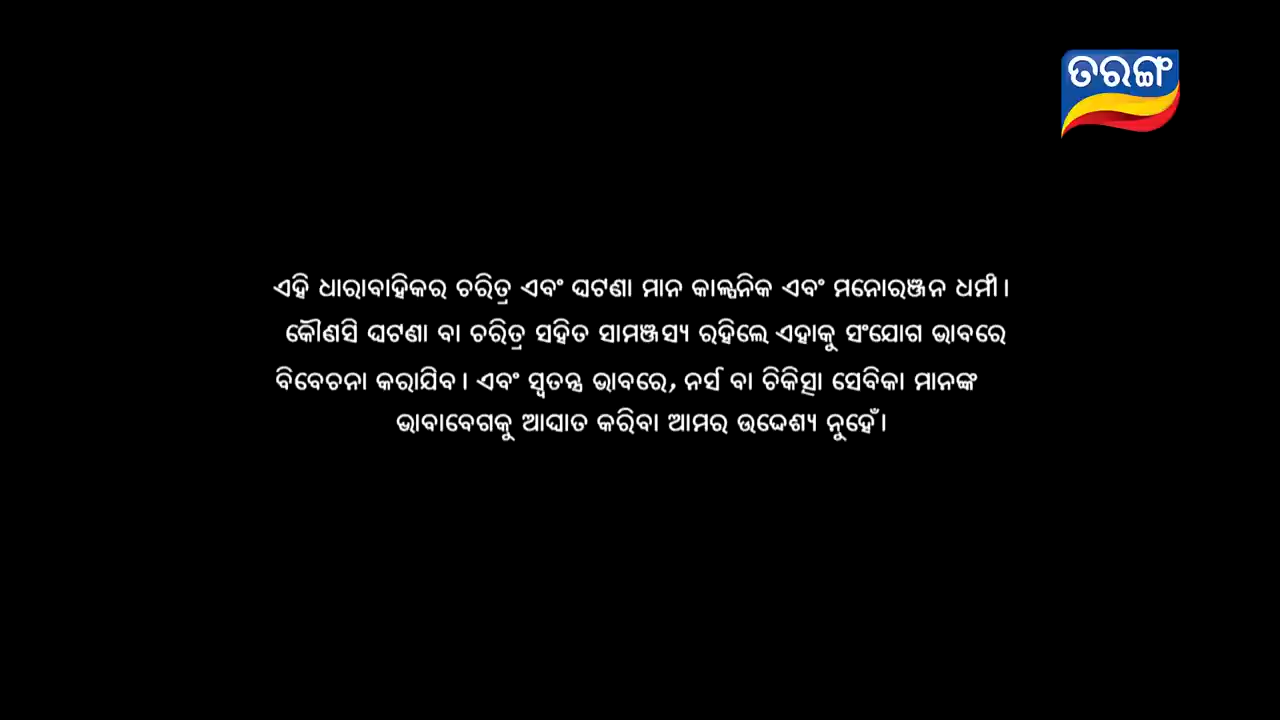 ତରଙ୍ଗ
ଏହି ଧାରାବାହିକର ଚରିତ୍ର ଏବଂ ଘଟଣା ମାନ କାଳ୍ପନିକ ଏବଂ ମନୋରଞ୍ଜନ ଧର୍ମୀ।
କୌଣସି ଘଟଣା ବା ଚରିତ୍ର ସହିତ ସାମଞ୍ଜସ୍ୟ ରହିଲେ ଏହାକୁ ସଂଯୋଗ ଭାବରେ
ବିବେଚନା କରାଯିବ। ଏବଂ ସ୍ୱତନ୍ତ୍ର ଭାବରେ, ନର୍ସ ବା ଚିକିତ୍ସା ସେବିକା ମାନଙ୍କ
ଭାବାବେଗକୁ ଆଘାତ କରିବା ଆମର ଉଦ୍ଦେଶ୍ୟ ନୁହେଁ।